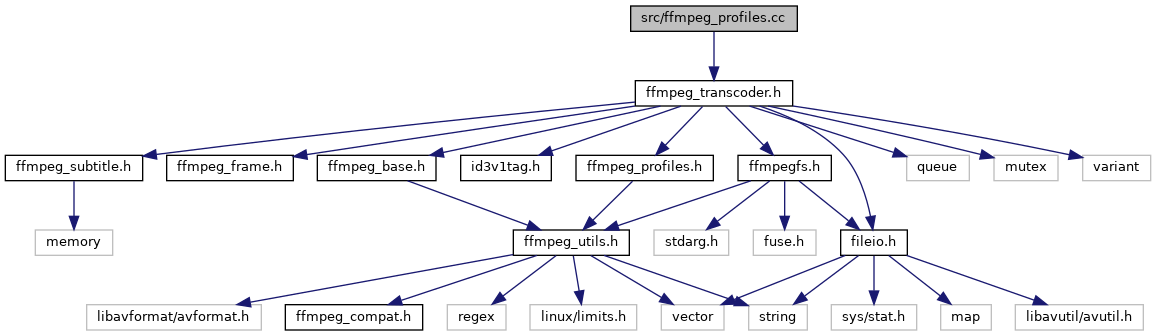 src/ffmpeg_profiles.cc
ffmpeg_transcoder.h
ffmpeg_subtitle.h
ffmpeg_frame.h
ffmpeg_base.h
id3v1tag.h
ffmpeg_profiles.h
ffmpegfs.h
queue
mutex
variant
memory
ffmpeg_utils.h
stdarg.h
fuse.h
fileio.h
libavformat/avformat.h
ffmpeg_compat.h
regex
linux/limits.h
vector
string
sys/stat.h
map
libavutil/avutil.h